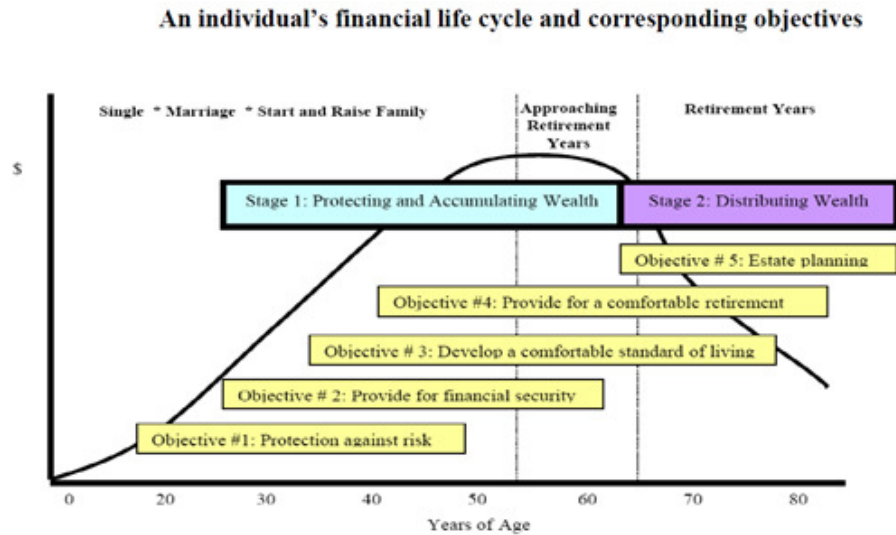 An individual's financial life cycle and corresponding objectives
Single * Marriage * Start and Raise Family
Approaching
Retirement
Years
Retirement Years
$
Stage 1: Protecting and Accumulating Wealth
Stage 2: Distributing Wealth
Objective # 5: Estate planning
Objective #4: Provide for a comfortable retirement
Objective # 3: Develop a comfortable standard of living
Objective # 2: Provide for financial security
Objective #1: Protection against risk
0 20 30 40 50 60 70 80
Years of Age